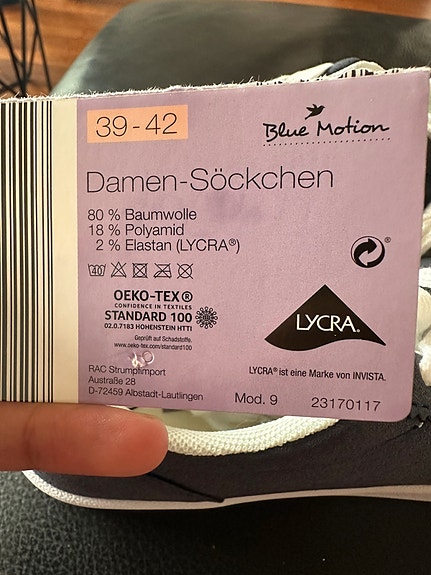 39-42
Blue Motion
Damen-Söckchen
80 % Baumwolle
18 % Polyamid
2 % Elastan (LYCRA®)
40
OEKO-TEX®
CONFIDENCE IN TEXTILES
STANDARD 100
02.0.7183 HOHENSTEIN HTTI
Geprüft auf Schadstoffe.
www.oeko-tex.com/standard100
®
LYCRA®
LYCRA® ist eine Marke von INVISTA.
RAC Strumpfimport
Austraße 28
D-72459 Albstadt-Lautlingen
Mod. 9
23170117